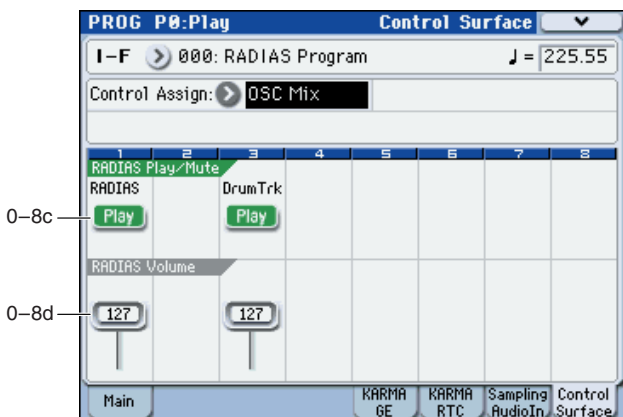 PROG P0:Play Control Surface
I-F 000: RADIAS Program ♩= 225.55
Control Assign: OSC Mix
1 2 3 4 5 6 7 8
RADIAS Play/Mute
RADIAS DrumTrk
0–8c Play Play
RADIAS Volume
0–8d 127 127
Main KARMA GE KARMA RTC Sampling AudioIn Control Surface